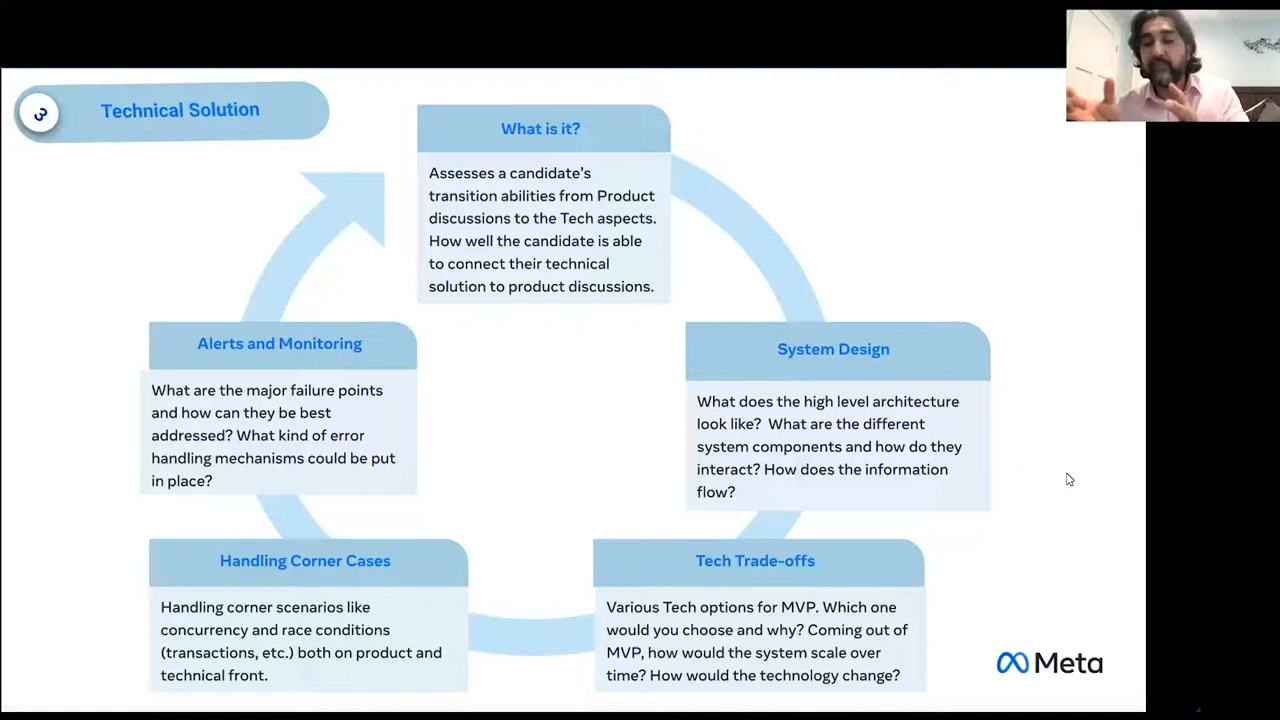 3
Technical Solution
What is it?
Assesses a candidate's
transition abilities from Product
discussions to the Tech aspects.
How well the candidate is able
to connect their technical
solution to product discussions.
System Design
What does the high level architecture
look like?  What are the different
system components and how do they
interact? How does the information
flow?
Tech Trade-offs
Various Tech options for MVP. Which one
would you choose and why? Coming out of
MVP, how would the system scale over
time? How would the technology change?
Handling Corner Cases
Handling corner scenarios like
concurrency and race conditions
(transactions, etc.) both on product and
technical front.
Alerts and Monitoring
What are the major failure points
and how can they be best
addressed? What kind of error
handling mechanisms could be put
in place?
Meta